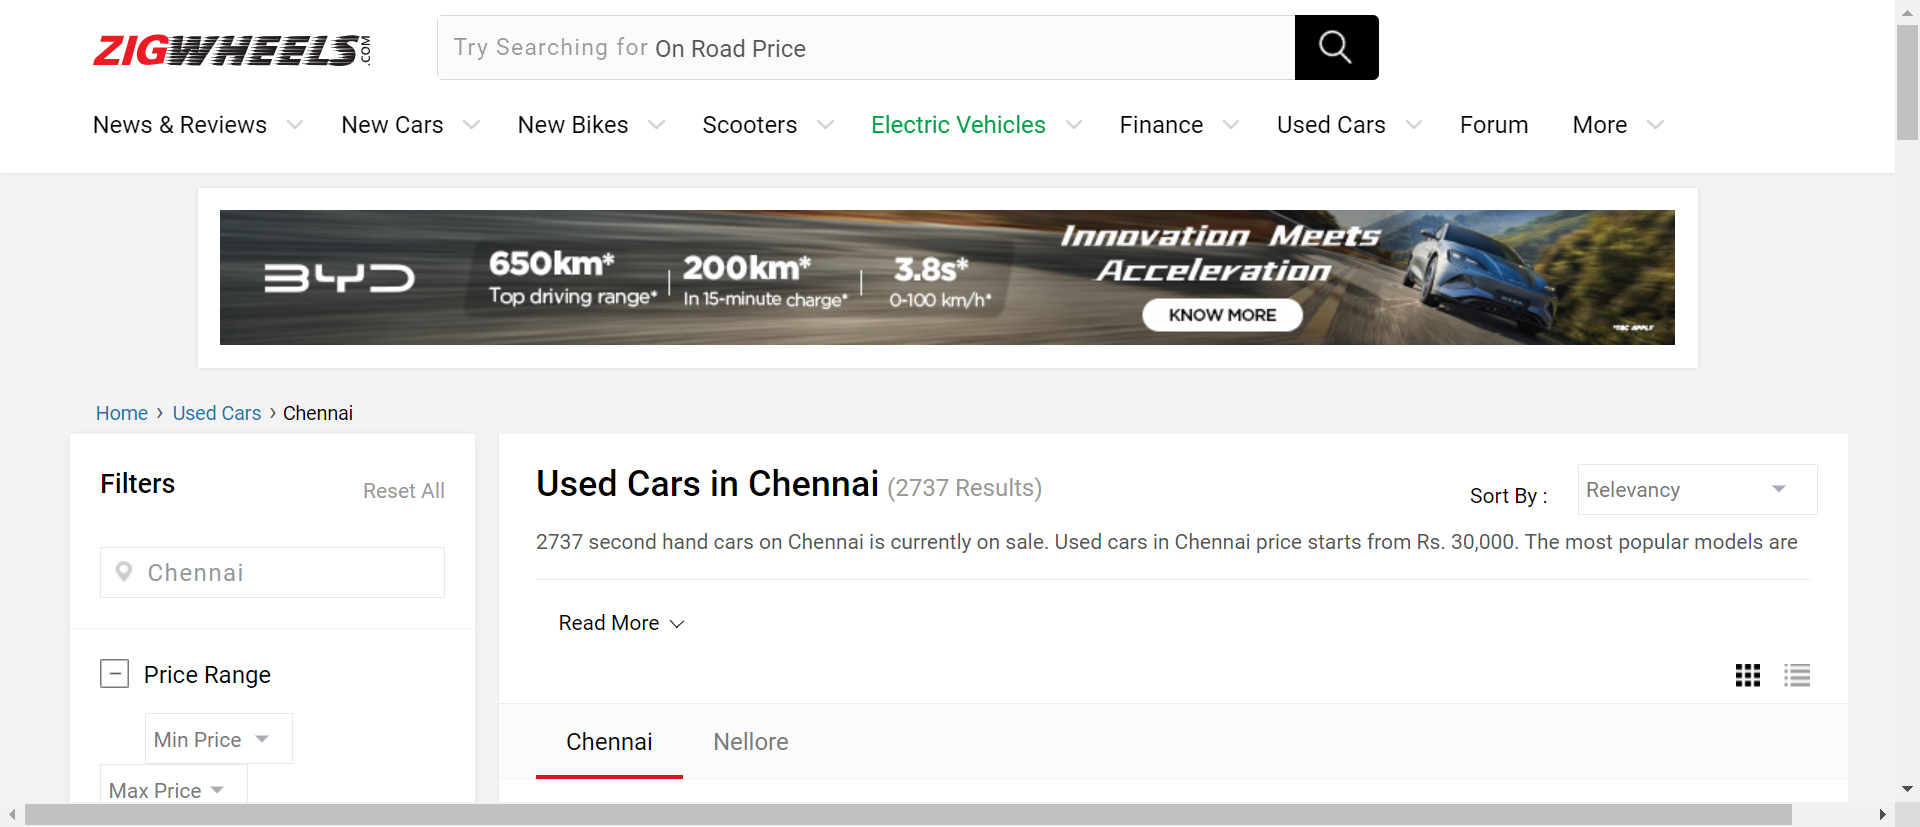 ZIGWHEELS.COM
Try Searching for On Road Price
News & Reviews New Cars New Bikes Scooters Electric Vehicles Finance Used Cars Forum More
BYD
650km*
Top driving range*
200km*
In 15-minute charge*
3.8s*
0-100 km/h*
Innovation Meets
Acceleration
KNOW MORE
*T&C APPLY
Home › Used Cars › Chennai
Filters
Reset All
Chennai
Price Range
Min Price
Max Price
Used Cars in Chennai (2737 Results)
Sort By :
Relevancy
2737 second hand cars on Chennai is currently on sale. Used cars in Chennai price starts from Rs. 30,000. The most popular models are
Read More
Chennai
Nellore